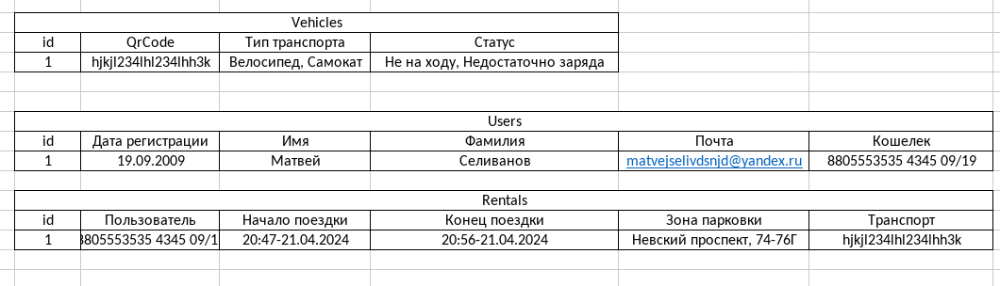 Vehicles
id QrCode Тип транспорта Статус
1 hjkjl234lhl234lhh3k Велосипед, Самокат Не на ходу, Недостаточно заряда
Users
id Дата регистрации Имя Фамилия Почта Кошелек
1 19.09.2009 Матвей Селиванов matvejselivdsnjd@yandex.ru 8805553535 4345 09/19
Rentals
id Пользователь Начало поездки Конец поездки Зона парковки Транспорт
1 8805553535 4345 09/1 20:47-21.04.2024 20:56-21.04.2024 Невский проспект, 74-76Г hjkjl234lhl234lhh3k